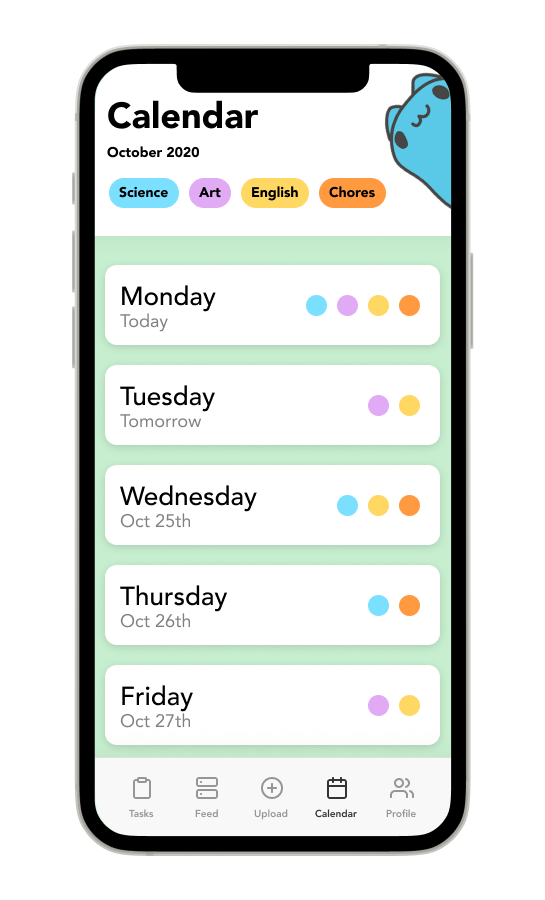 Calendar
October 2020
Science Art English Chores
Monday
Today
Tuesday
Tomorrow
Wednesday
Oct 25th
Thursday
Oct 26th
Friday
Oct 27th
Tasks Feed Upload Calendar Profile